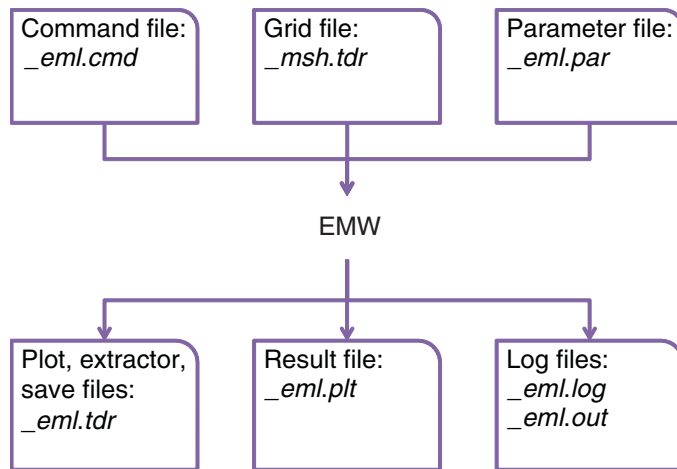 Command file:
_eml.cmd
Grid file:
_msh.tdr
Parameter file:
_eml.par
EMW
Plot, extractor,
save files:
_eml.tdr
Result file:
_eml.plt
Log files:
_eml.log
_eml.out